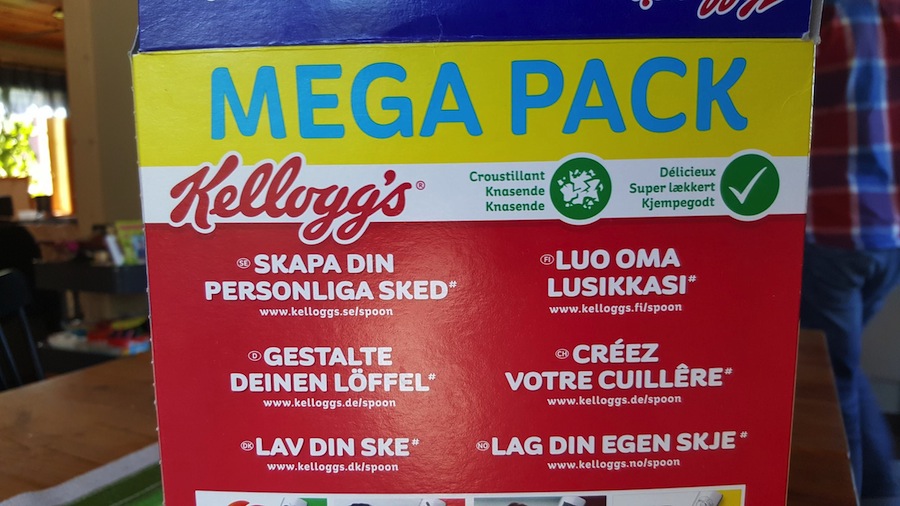 MEGA PACK
Kellogg's®
Croustillant
Knasende
Knasende
Délicieux
Super lækkert
Kjempegodt
SE SKAPA DIN
PERSONLIGA SKED#
www.kelloggs.se/spoon
FI LUO OMA
LUSIKKASI#
www.kelloggs.fi/spoon
D GESTALTE
DEINEN LÖFFEL#
www.kelloggs.de/spoon
CH CRÉEZ
VOTRE CUILLÊRE#
www.kelloggs.de/spoon
DK LAV DIN SKE#
www.kelloggs.dk/spoon
NO LAG DIN EGEN SKJE#
www.kelloggs.no/spoon